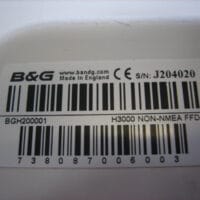 B&G www.bandg.com Made in England CE S/N: J204020
BGH200001 H3000 NON-NMEA FFD
7 3 8 0 8 7 0 0 6 0 0 3